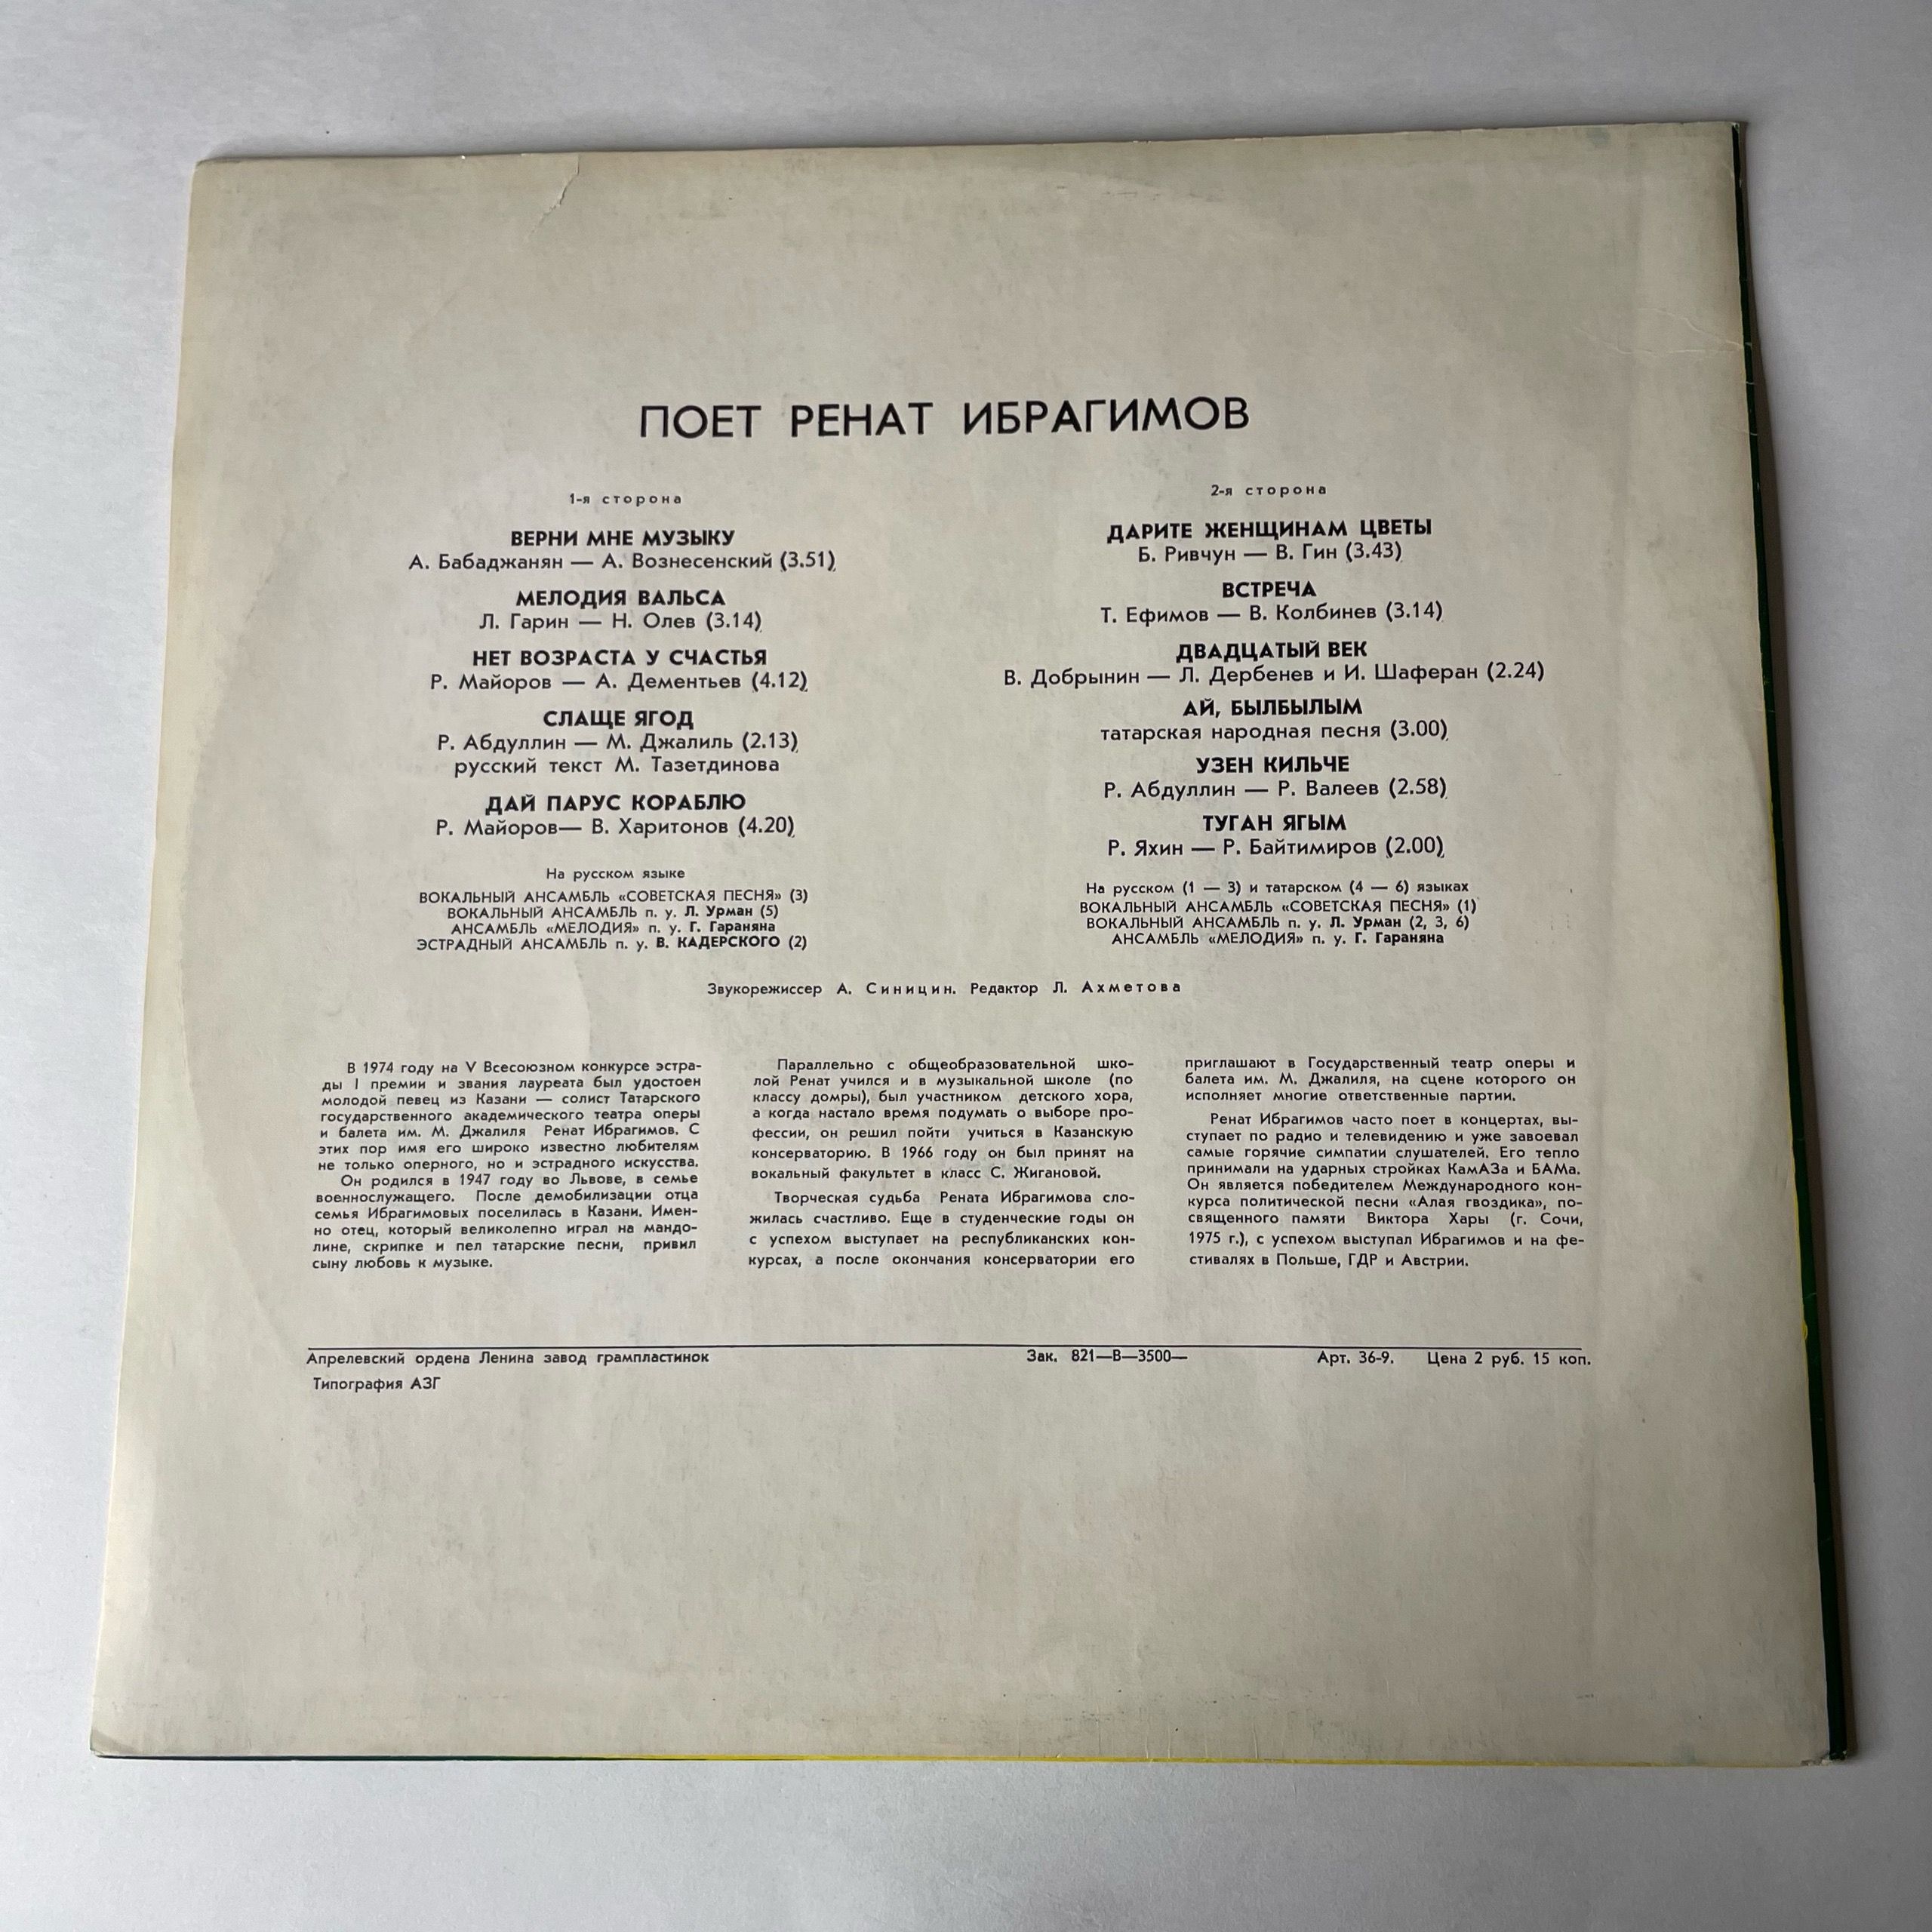 ПОЕТ РЕНАТ ИБРАГИМОВ
1-я сторона
ВЕРНИ МНЕ МУЗЫКУ
А. Бабаджанян — А. Вознесенский (3.51)
МЕЛОДИЯ ВАЛЬСА
Л. Гарин — Н. Олев (3.14)
НЕТ ВОЗРАСТА У СЧАСТЬЯ
Р. Майоров — А. Дементьев (4.12)
СЛАЩЕ ЯГОД
Р. Абдуллин — М. Джалиль (2.13)
русский текст М. Тазетдинова
ДАЙ ПАРУС КОРАБЛЮ
Р. Майоров— В. Харитонов (4.20)
На русском языке
ВОКАЛЬНЫЙ АНСАМБЛЬ «СОВЕТСКАЯ ПЕСНЯ» (3)
ВОКАЛЬНЫЙ АНСАМБЛЬ п. у. Л. Урман (5)
АНСАМБЛЬ «МЕЛОДИЯ» п. у. Г. Гараняна
ЭСТРАДНЫЙ АНСАМБЛЬ п. у. В. КАДЕРСКОГО (2)
2-я сторона
ДАРИТЕ ЖЕНЩИНАМ ЦВЕТЫ
Б. Ривчун — В. Гин (3.43)
ВСТРЕЧА
Т. Ефимов — В. Колбинев (3.14)
ДВАДЦАТЫЙ ВЕК
В. Добрынин — Л. Дербенев и И. Шаферан (2.24)
АЙ, БЫЛБЫЛЫМ
татарская народная песня (3.00)
УЗЕН КИЛЬЧЕ
Р. Абдуллин — Р. Валеев (2.58)
ТУГАН ЯГЫМ
Р. Яхин — Р. Байтимиров (2.00)
На русском (1 — 3) и татарском (4 — 6) языках
ВОКАЛЬНЫЙ АНСАМБЛЬ «СОВЕТСКАЯ ПЕСНЯ» (1)
ВОКАЛЬНЫЙ АНСАМБЛЬ п. у. Л. Урман (2, 3, 6)
АНСАМБЛЬ «МЕЛОДИЯ» п. у. Г. Гараняна
Звукорежиссер А. Синицин. Редактор Л. Ахметова
В 1974 году на V Всесоюзном конкурсе эстра-
ды I премии и звания лауреата был удостоен
молодой певец из Казани — солист Татарского
государственного академического театра оперы
и балета им. М. Джалиля Ренат Ибрагимов. С
этих пор имя его широко известно любителям
не только оперного, но и эстрадного искусства.
Он родился в 1947 году во Львове, в семье
военнослужащего. После демобилизации отца
семья Ибрагимовых поселилась в Казани. Имен-
но отец, который великолепно играл на мандо-
лине, скрипке и пел татарские песни, привил
сыну любовь к музыке.
Параллельно с общеобразовательной шко-
лой Ренат учился и в музыкальной школе (по
классу домры), был участником детского хора,
а когда настало время подумать о выборе про-
фессии, он решил пойти учиться в Казанскую
консерваторию. В 1966 году он был принят на
вокальный факультет в класс С. Жигановой.
Творческая судьба Рената Ибрагимова сло-
жилась счастливо. Еще в студенческие годы он
с успехом выступает на республиканских кон-
курсах, а после окончания консерватории его
приглашают в Государственный театр оперы и
балета им. М. Джалиля, на сцене которого он
исполняет многие ответственные партии.
Ренат Ибрагимов часто поет в концертах, вы-
ступает по радио и телевидению и уже завоевал
самые горячие симпатии слушателей. Его тепло
принимали на ударных стройках КамАЗа и БАМа.
Он является победителем Международного кон-
курса политической песни «Алая гвоздика», по-
священного памяти Виктора Хары (г. Сочи,
1975 г.), с успехом выступал Ибрагимов и на фе-
стивалях в Польше, ГДР и Австрии.
Апрелевский ордена Ленина завод грампластинок Зак. 821—В—3500— Арт. 36-9. Цена 2 руб. 15 коп.
Типография АЗГ